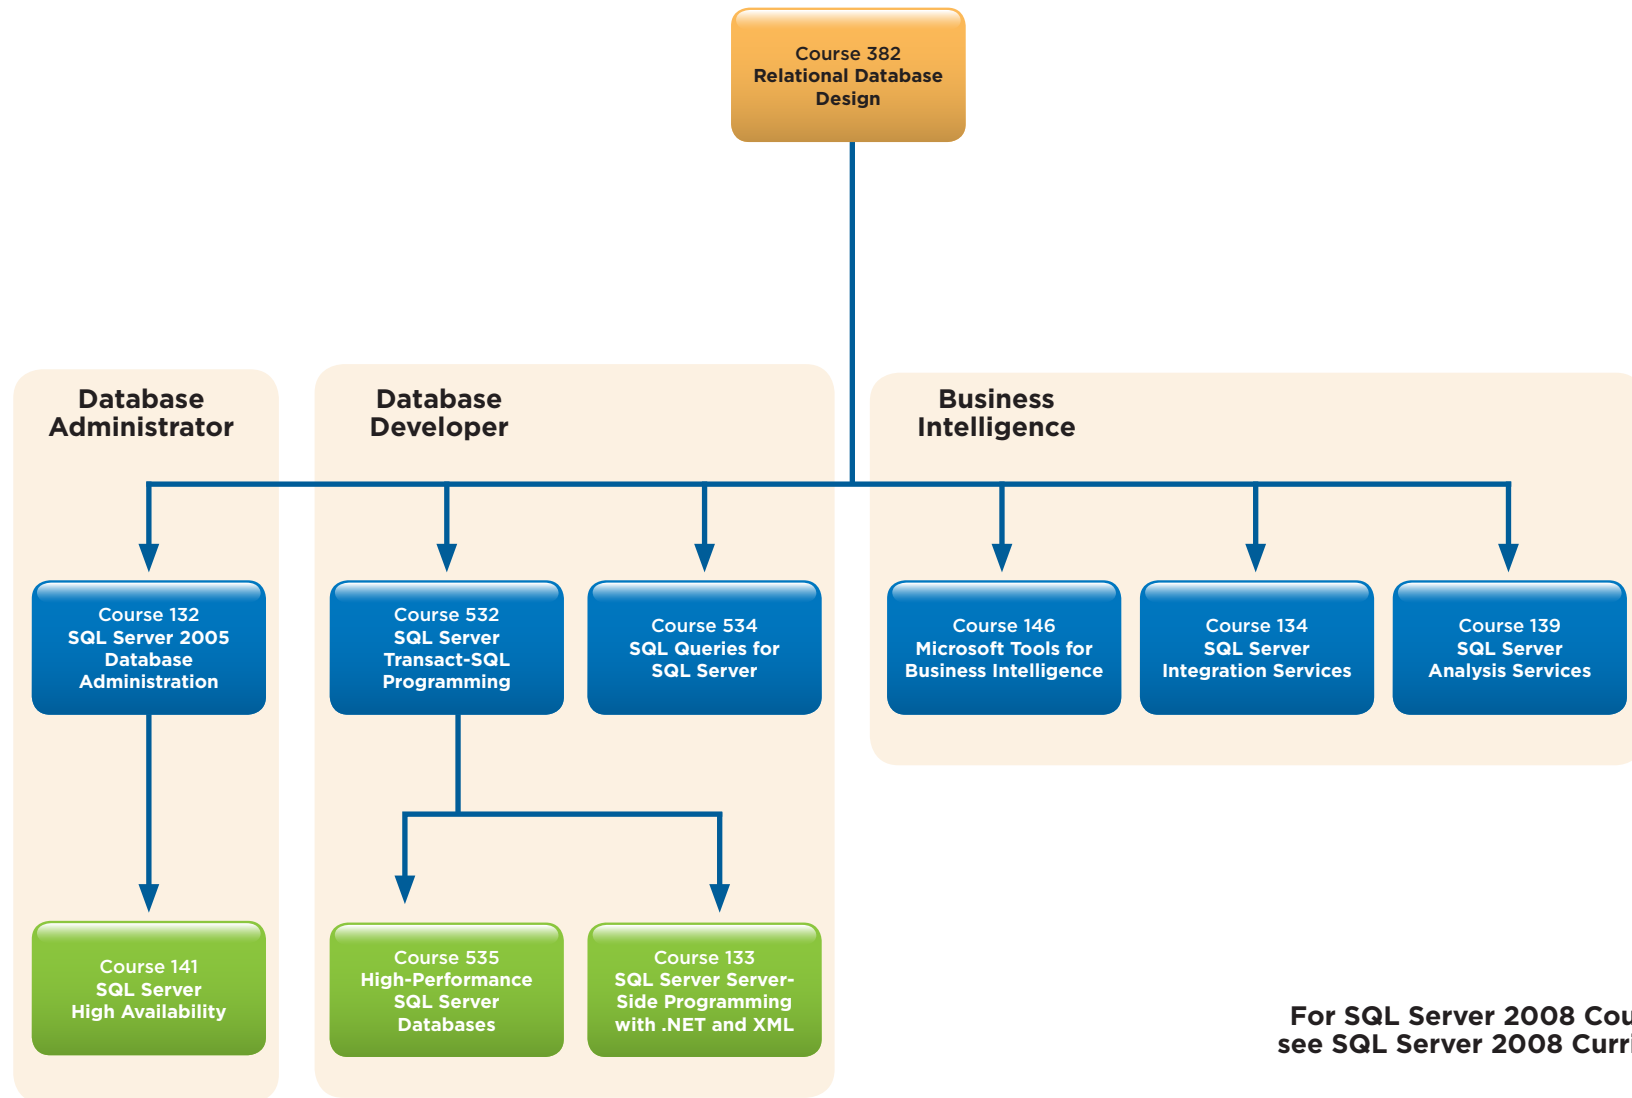 Course 382
Relational Database
Design
Database
Administrator
Database
Developer
Business
Intelligence
Course 132
SQL Server 2005
Database
Administration
Course 532
SQL Server
Transact-SQL
Programming
Course 534
SQL Queries for
SQL Server
Course 146
Microsoft Tools for
Business Intelligence
Course 134
SQL Server
Integration Services
Course 139
SQL Server
Analysis Services
Course 141
SQL Server
High Availability
Course 535
High-Performance
SQL Server
Databases
Course 133
SQL Server Server-
Side Programming
with .NET and XML
For SQL Server 2008
see SQL Server 2008